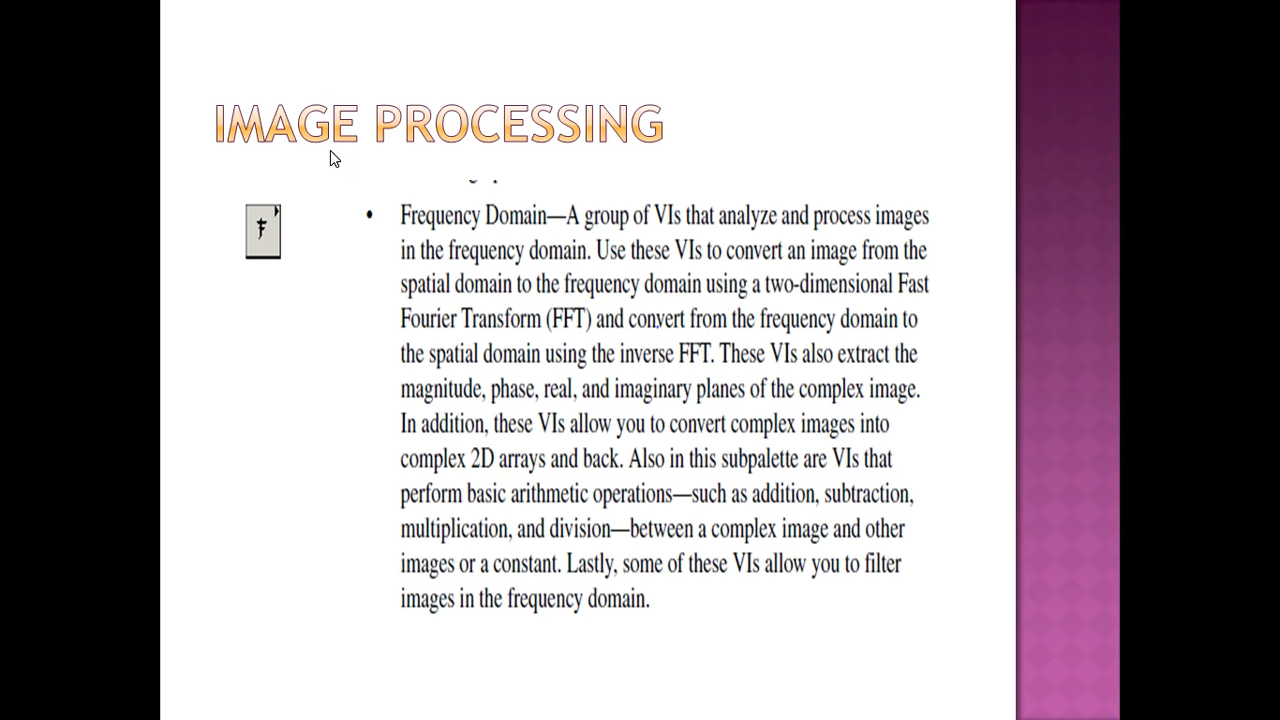 IMAGE PROCESSING
• Frequency Domain—A group of VIs that analyze and process images
in the frequency domain. Use these VIs to convert an image from the
spatial domain to the frequency domain using a two-dimensional Fast
Fourier Transform (FFT) and convert from the frequency domain to
the spatial domain using the inverse FFT. These VIs also extract the
magnitude, phase, real, and imaginary planes of the complex image.
In addition, these VIs allow you to convert complex images into
complex 2D arrays and back. Also in this subpalette are VIs that
perform basic arithmetic operations—such as addition, subtraction,
multiplication, and division—between a complex image and other
images or a constant. Lastly, some of these VIs allow you to filter
images in the frequency domain.